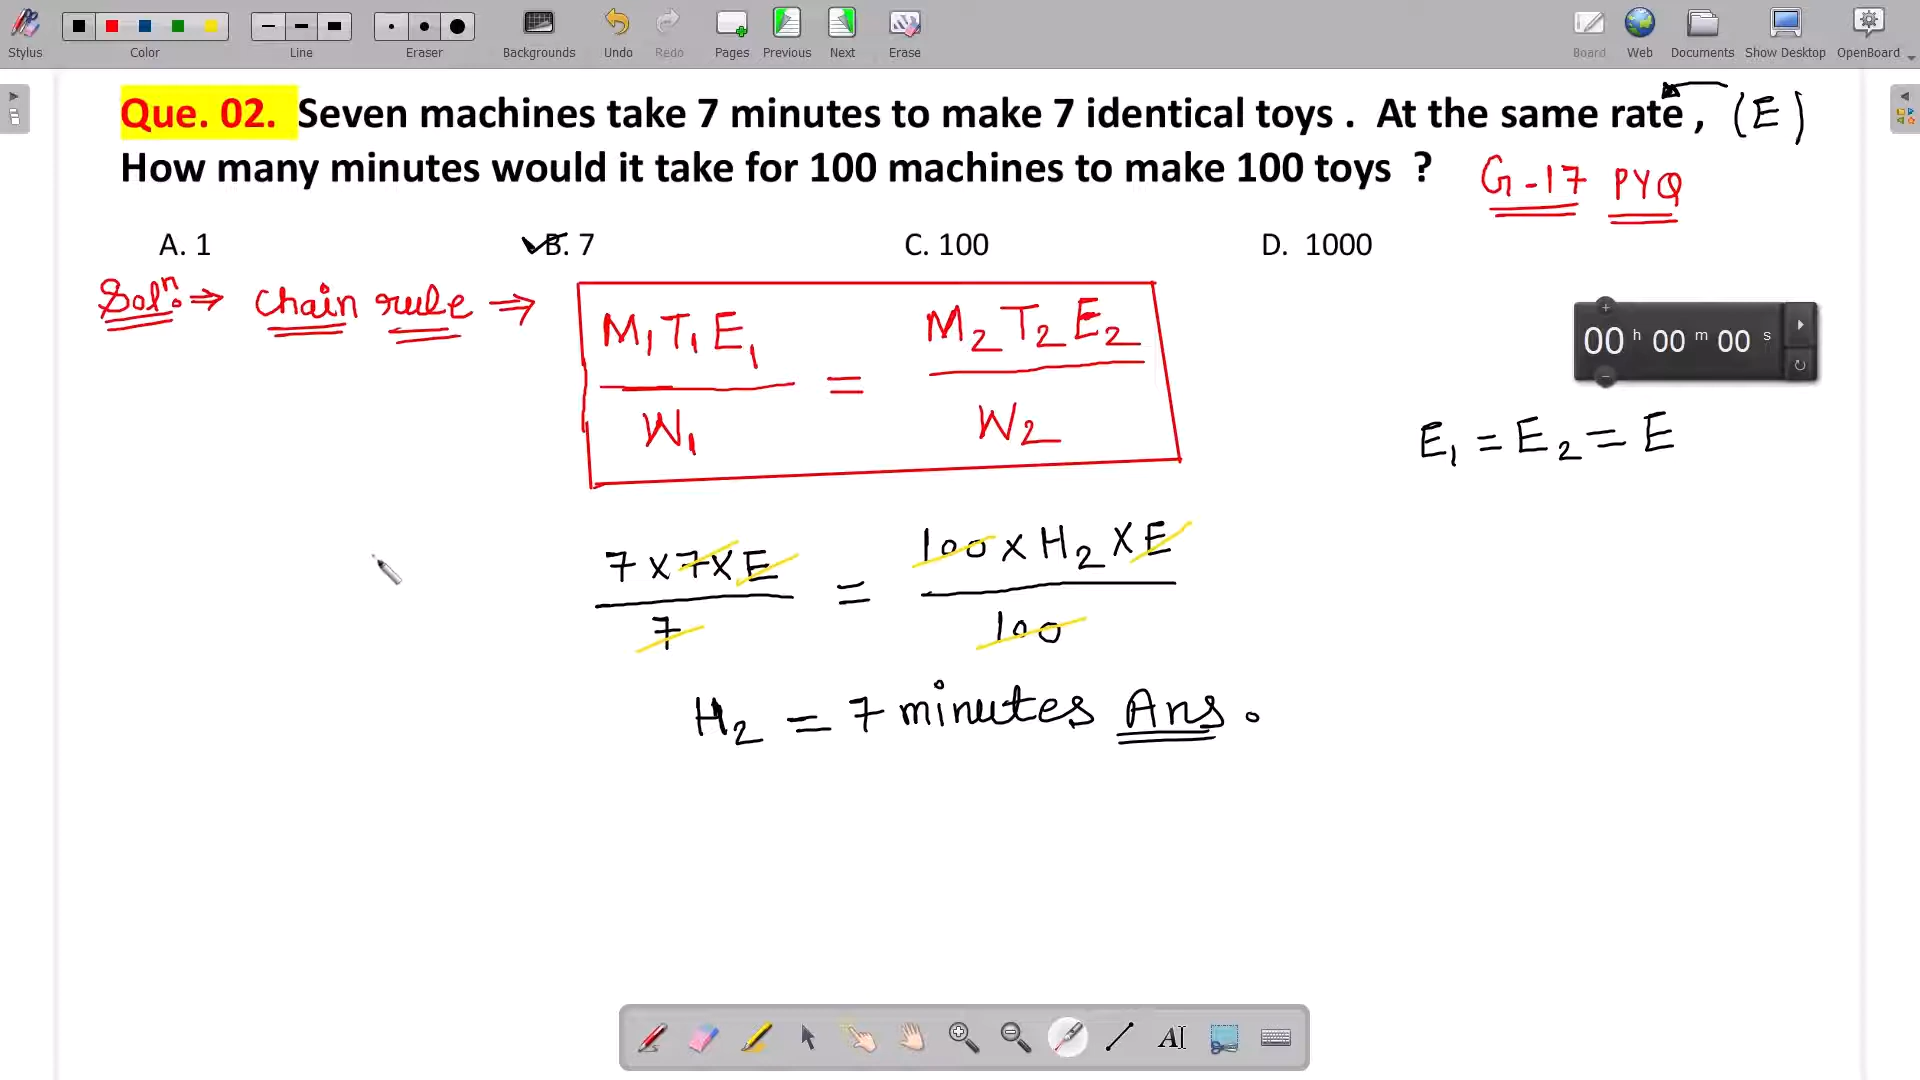 Stylus Color Line Eraser Backgrounds Undo Redo Pages Previous Next Erase Board Web Documents Show Desktop OpenBoard
Que. 02. Seven machines take 7 minutes to make 7 identical toys . At the same rate , (E)
How many minutes would it take for 100 machines to make 100 toys ? G-17 PYQ
A. 1 B. 7 C. 100 D. 1000
Solⁿ. ⇒ chain rule ⇒
M₁T₁E₁ / W₁ = M₂T₂E₂ / W₂
00 h 00 m 00 s
E₁ = E₂ = E
7 x 7 x E / 7 = 100 x H₂ x E / 100
H₂ = 7 minutes Ans.
AI